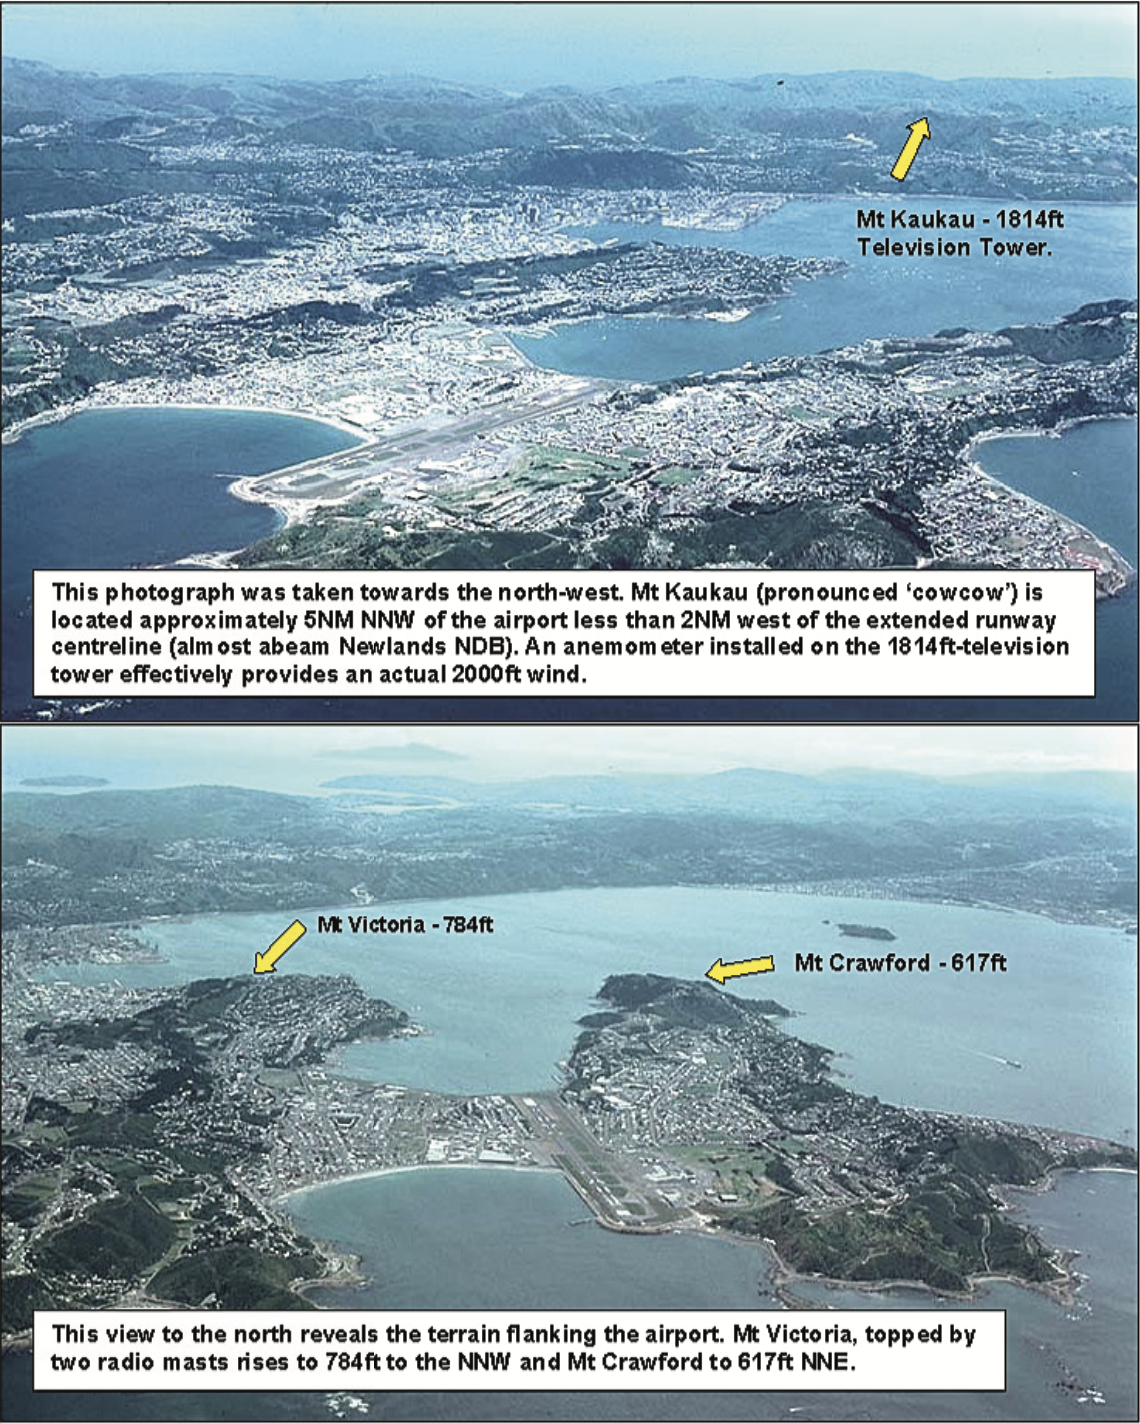 Mt Kaukau - 1814ft
Television Tower.
This photograph was taken towards the north-west. Mt Kaukau (pronounced ‘cowcow’) is
located approximately 5NM NNW of the airport less than 2NM west of the extended runway
centreline (almost abeam Newlands NDB). An anemometer installed on the 1814ft-television
tower effectively provides an actual 2000ft wind.
Mt Victoria - 784ft
Mt Crawford - 617ft
This view to the north reveals the terrain flanking the airport. Mt Victoria, topped by
two radio masts rises to 784ft to the NNW and Mt Crawford to 617ft NNE.